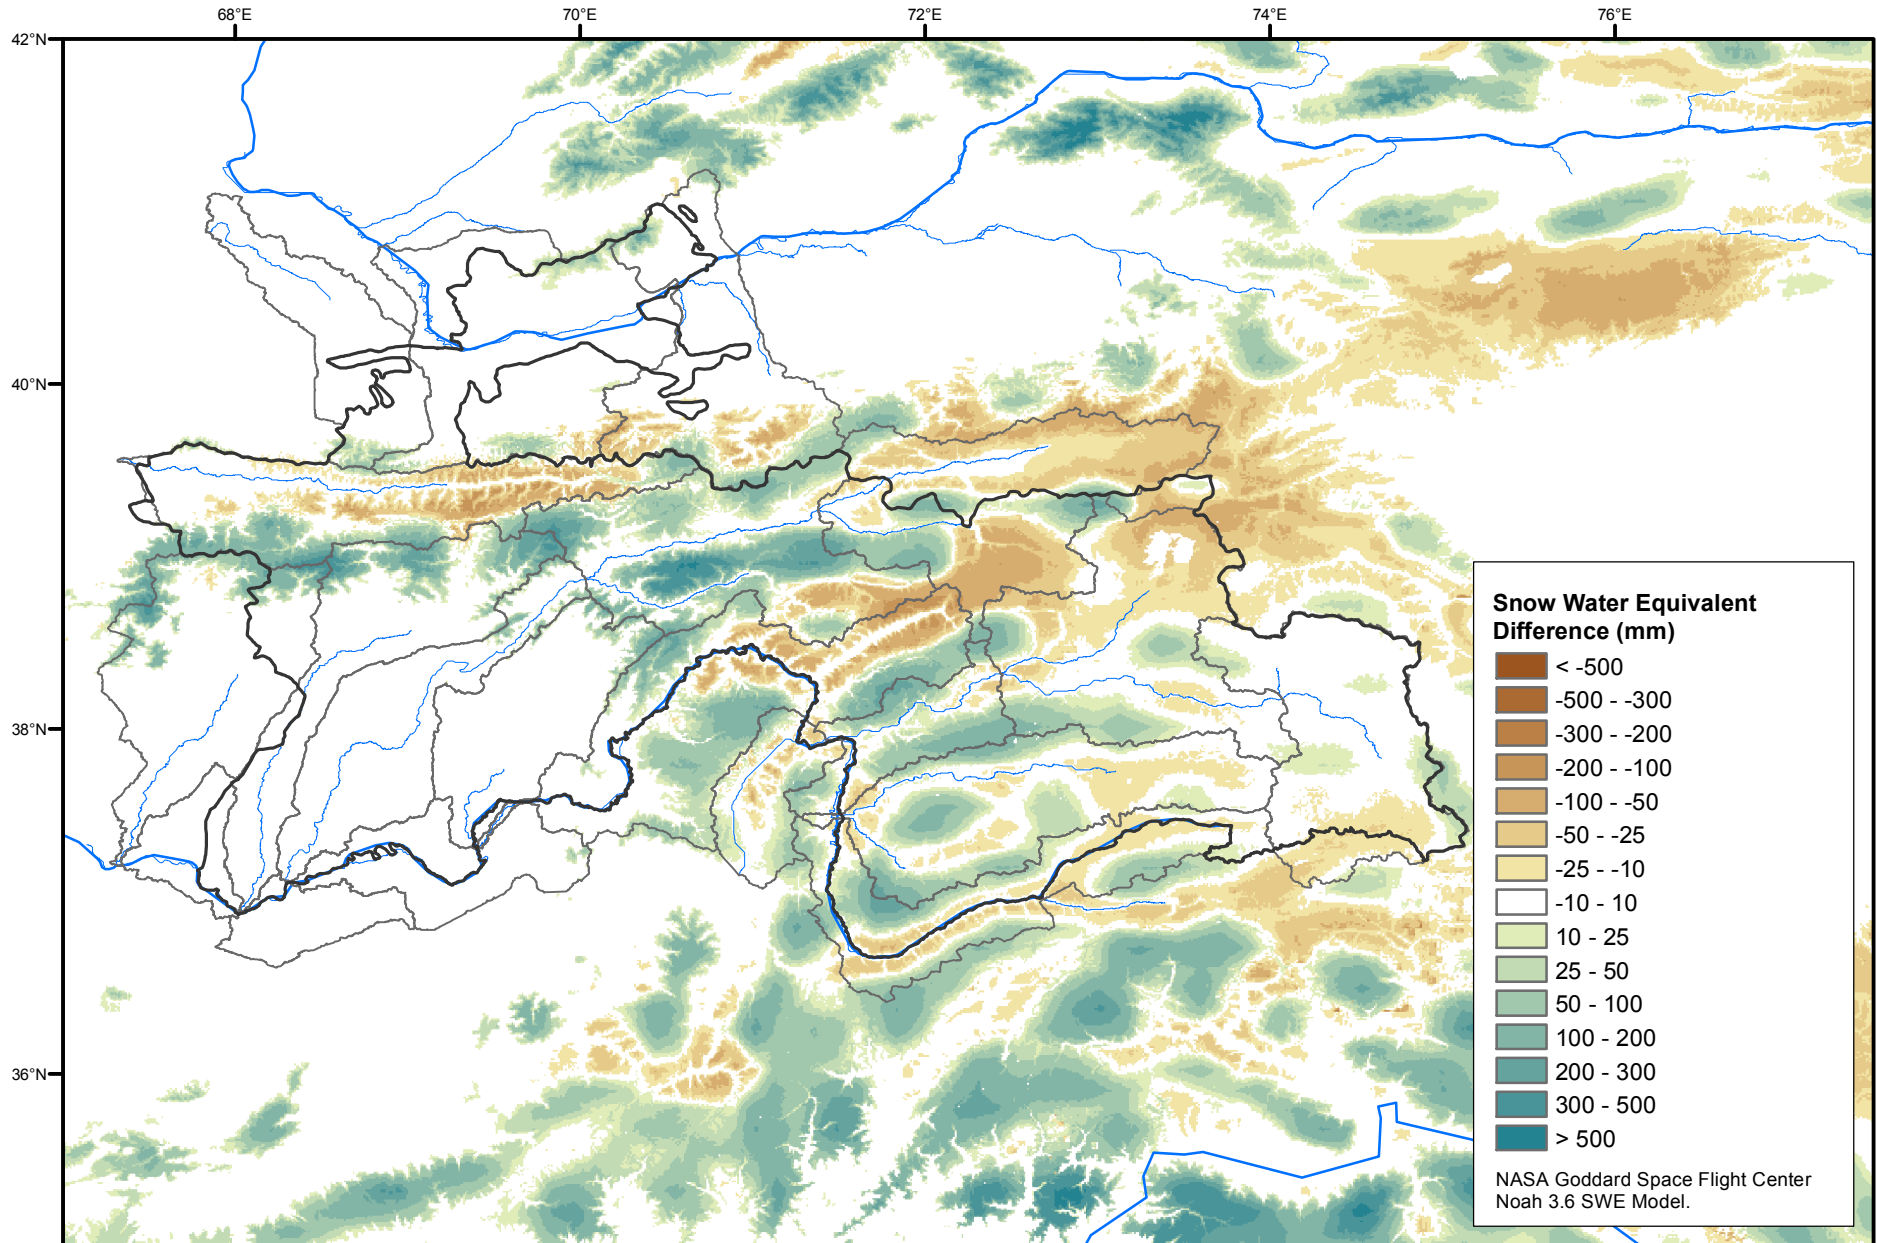 68°E
70°E
72°E
74°E
76°E
42°N
40°N
38°N
36°N
Snow Water Equivalent
Difference (mm)
< -500
-500 - -300
-300 - -200
-200 - -100
-100 - -50
-50 - -25
-25 - -10
-10 - 10
10 - 25
25 - 50
50 - 100
100 - 200
200 - 300
300 - 500
> 500
NASA Goddard Space Flight Center
Noah 3.6 SWE Model.